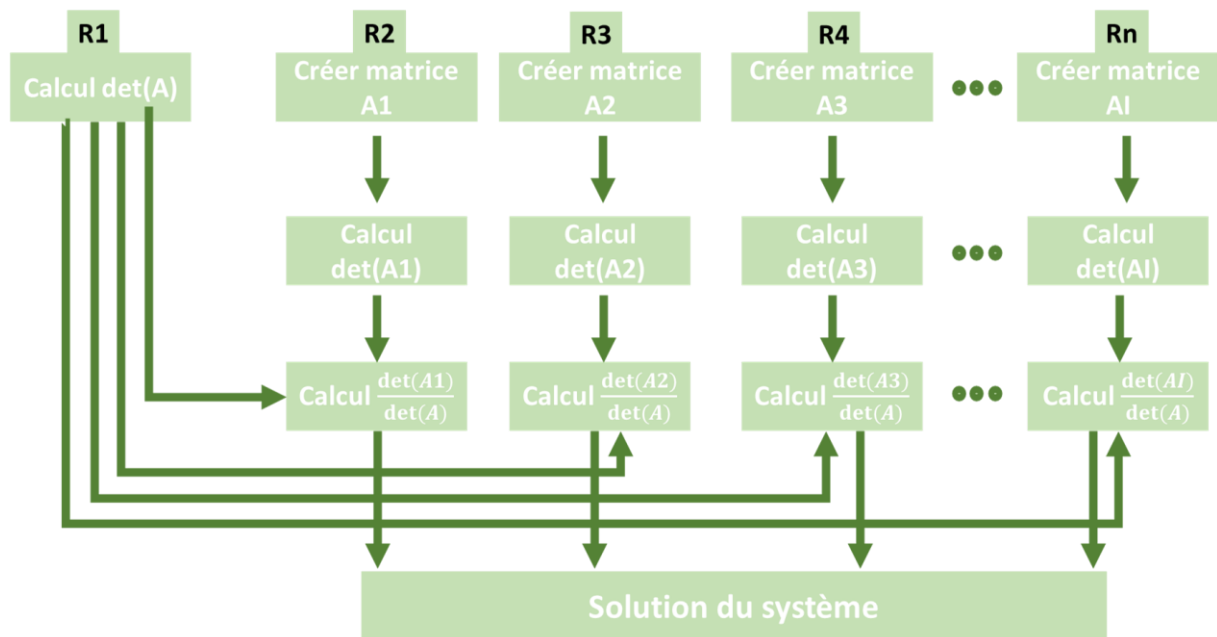 R1
R2
R3
R4
Rn
Calcul det(A)
Créer matrice
A1
Créer matrice
A2
Créer matrice
A3
Créer matrice
AI
Calcul
det(A1)
Calcul
det(A2)
Calcul
det(A3)
Calcul
det(AI)
Calcul det(A1)/det(A)
Calcul det(A2)/det(A)
Calcul det(A3)/det(A)
Calcul det(AI)/det(A)
Solution du système